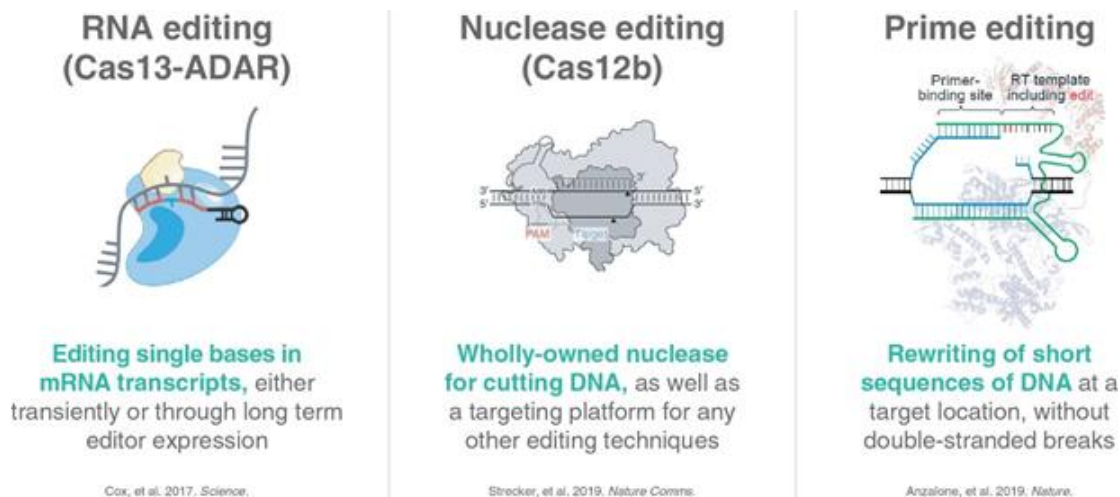 RNA editing
(Cas13-ADAR)
Editing single bases in
mRNA transcripts, either
transiently or through long term
editor expression
Cox, et al. 2017. Science.
Nuclease editing
(Cas12b)
3'
3'
5'
5'
3'
PAM
Target
Wholly-owned nuclease
for cutting DNA, as well as
a targeting platform for any
other editing techniques
Strecker, et al. 2019. Nature Comms.
Prime editing
Primer-
binding site
RT template
including edit
Rewriting of short
sequences of DNA at a
target location, without
double-stranded breaks
Anzalone, et al. 2019. Nature.